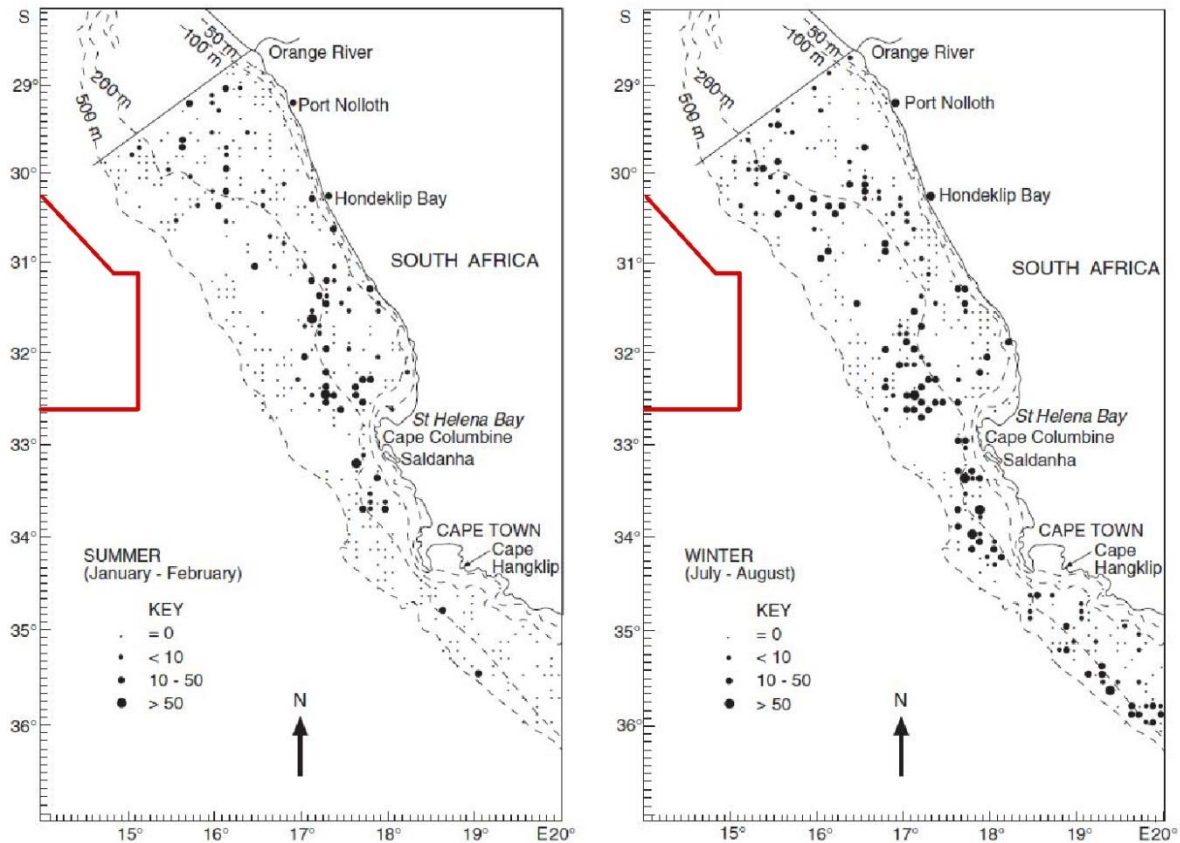 S
50 m
100 m
200 m
500 m
Orange River
Port Nolloth
Hondeklip Bay
SOUTH AFRICA
St Helena Bay
Cape Columbine
Saldanha
CAPE TOWN
Cape
Hangklip
29°
30°
31°
32°
33°
34°
35°
36°
SUMMER
(January - February)
KEY
= 0
< 10
10 - 50
> 50
N
15° 16° 17° 18° 19° E20°
S
50 m
100 m
200 m
500 m
Orange River
Port Nolloth
Hondeklip Bay
SOUTH AFRICA
St Helena Bay
Cape Columbine
Saldanha
CAPE TOWN
Cape
Hangklip
29°
30°
31°
32°
33°
34°
35°
36°
WINTER
(July - August)
KEY
= 0
< 10
10 - 50
> 50
N
15° 16° 17° 18° 19° E20°